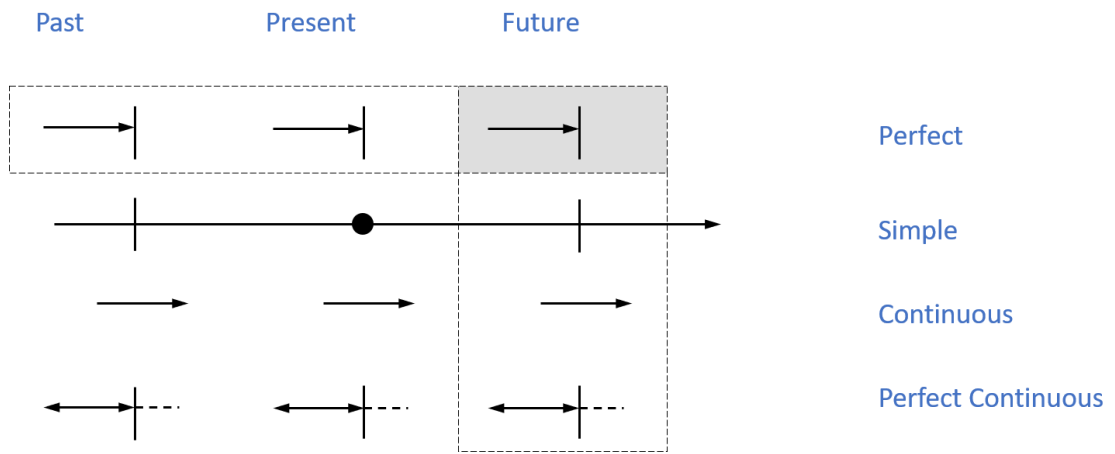 Past
Present
Future
Perfect
Simple
Continuous
Perfect Continuous